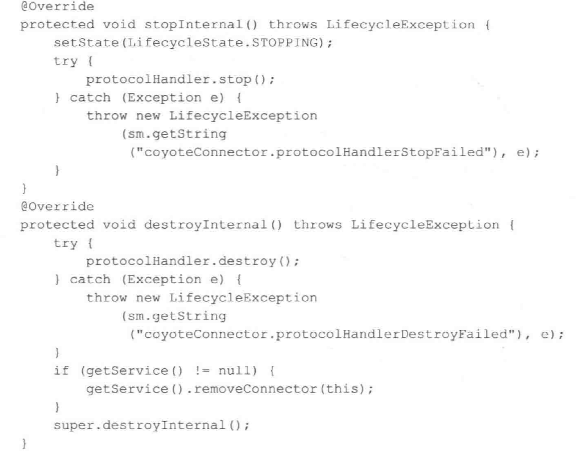 @Override
protected void stopInternal() throws LifecycleException {
    setState(LifecycleState.STOPPING);
    try {
        protocolHandler.stop();
    } catch (Exception e) {
        throw new LifecycleException
            (sm.getString
             ("coyoteConnector.protocolHandlerStopFailed"), e);
    }
}
@Override
protected void destroyInternal() throws LifecycleException {
    try {
        protocolHandler.destroy();
    } catch (Exception e) {
        throw new LifecycleException
            (sm.getString
             ("coyoteConnector.protocolHandlerDestroyFailed"), e);
    }
    if (getService() != null) {
        getService().removeConnector(this);
    }
    super.destroyInternal();
}